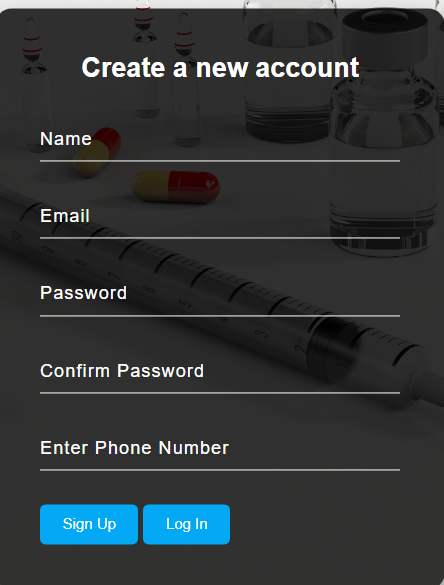 Create a new account
Name
Email
Password
Confirm Password
Enter Phone Number
Sign Up Log In